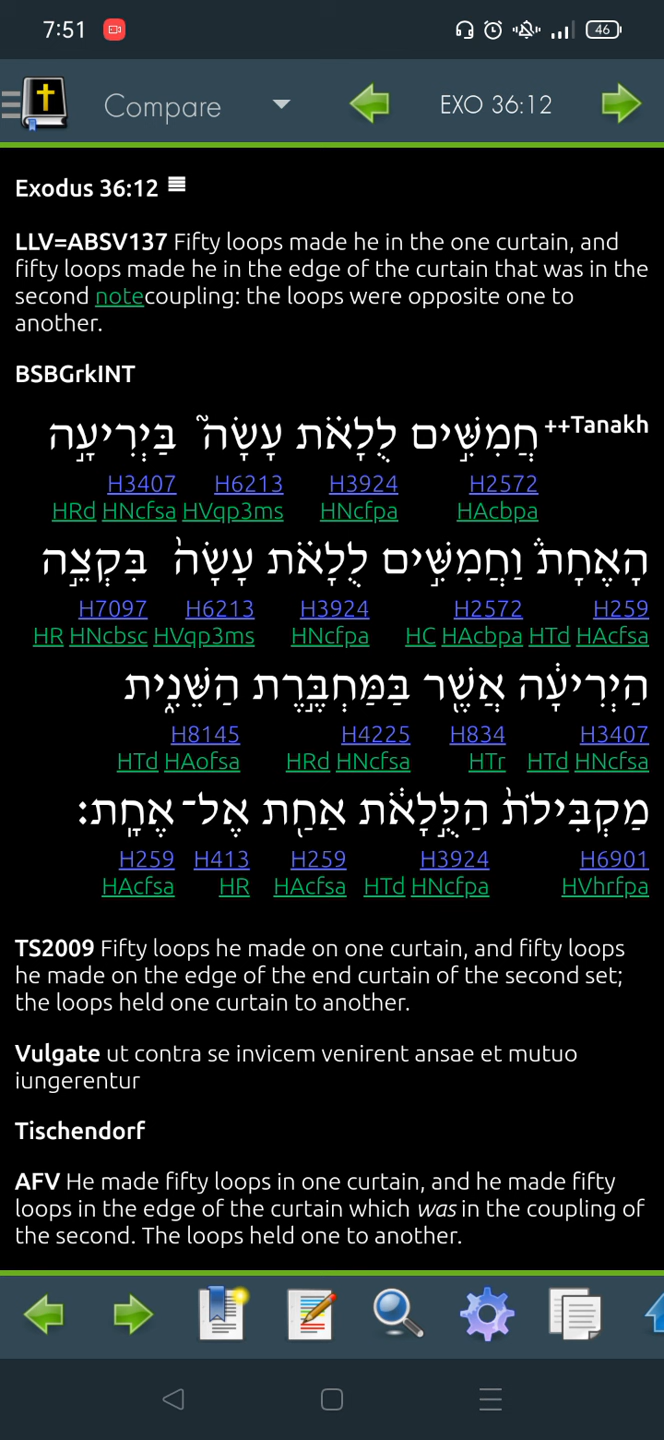 7:51
46
Compare
EXO 36:12
Exodus 36:12
LLV=ABSV137 Fifty loops made he in the one curtain, and
fifty loops made he in the edge of the curtain that was in the
second notecoupling: the loops were opposite one to
another.
BSBGrkINT
++Tanakh חֲמִשִּׁ֣ים לֻלָאֹ֗ת עָשָׂה֮ בַּיְרִיעָ֣ה
H3407 H6213 H3924 H2572
HRd HNcfsa HVqp3ms HNcfpa HAcbpa
הָאֶחָת֒ וַחֲמִשִּׁ֣ים לֻלָאֹ֗ת עָשָׂה֙ בִּקְצֵ֣ה
H7097 H6213 H3924 H2572 H259
HR HNcbsc HVqp3ms HNcfpa HC HAcbpa HTd HAcfsa
הַיְרִיעָ֔ה אֲשֶׁ֖ר בַּמַּחְבֶּ֣רֶת הַשֵּׁנִ֑ית
H8145 H4225 H834 H3407
HTd HAofsa HRd HNcfsa HTr HTd HNcfsa
מַקְבִּילֹת֙ הַלֻּ֣לָאֹ֔ת אַחַ֖ת אֶל־ אֶחָֽת׃
H259 H413 H259 H3924 H6901
HAcfsa HR HAcfsa HTd HNcfpa HVhrfpa
TS2009 Fifty loops he made on one curtain, and fifty loops
he made on the edge of the end curtain of the second set;
the loops held one curtain to another.
Vulgate ut contra se invicem venirent ansae et mutuo
iungerentur
Tischendorf
AFV He made fifty loops in one curtain, and he made fifty
loops in the edge of the curtain which was in the coupling of
the second. The loops held one to another.